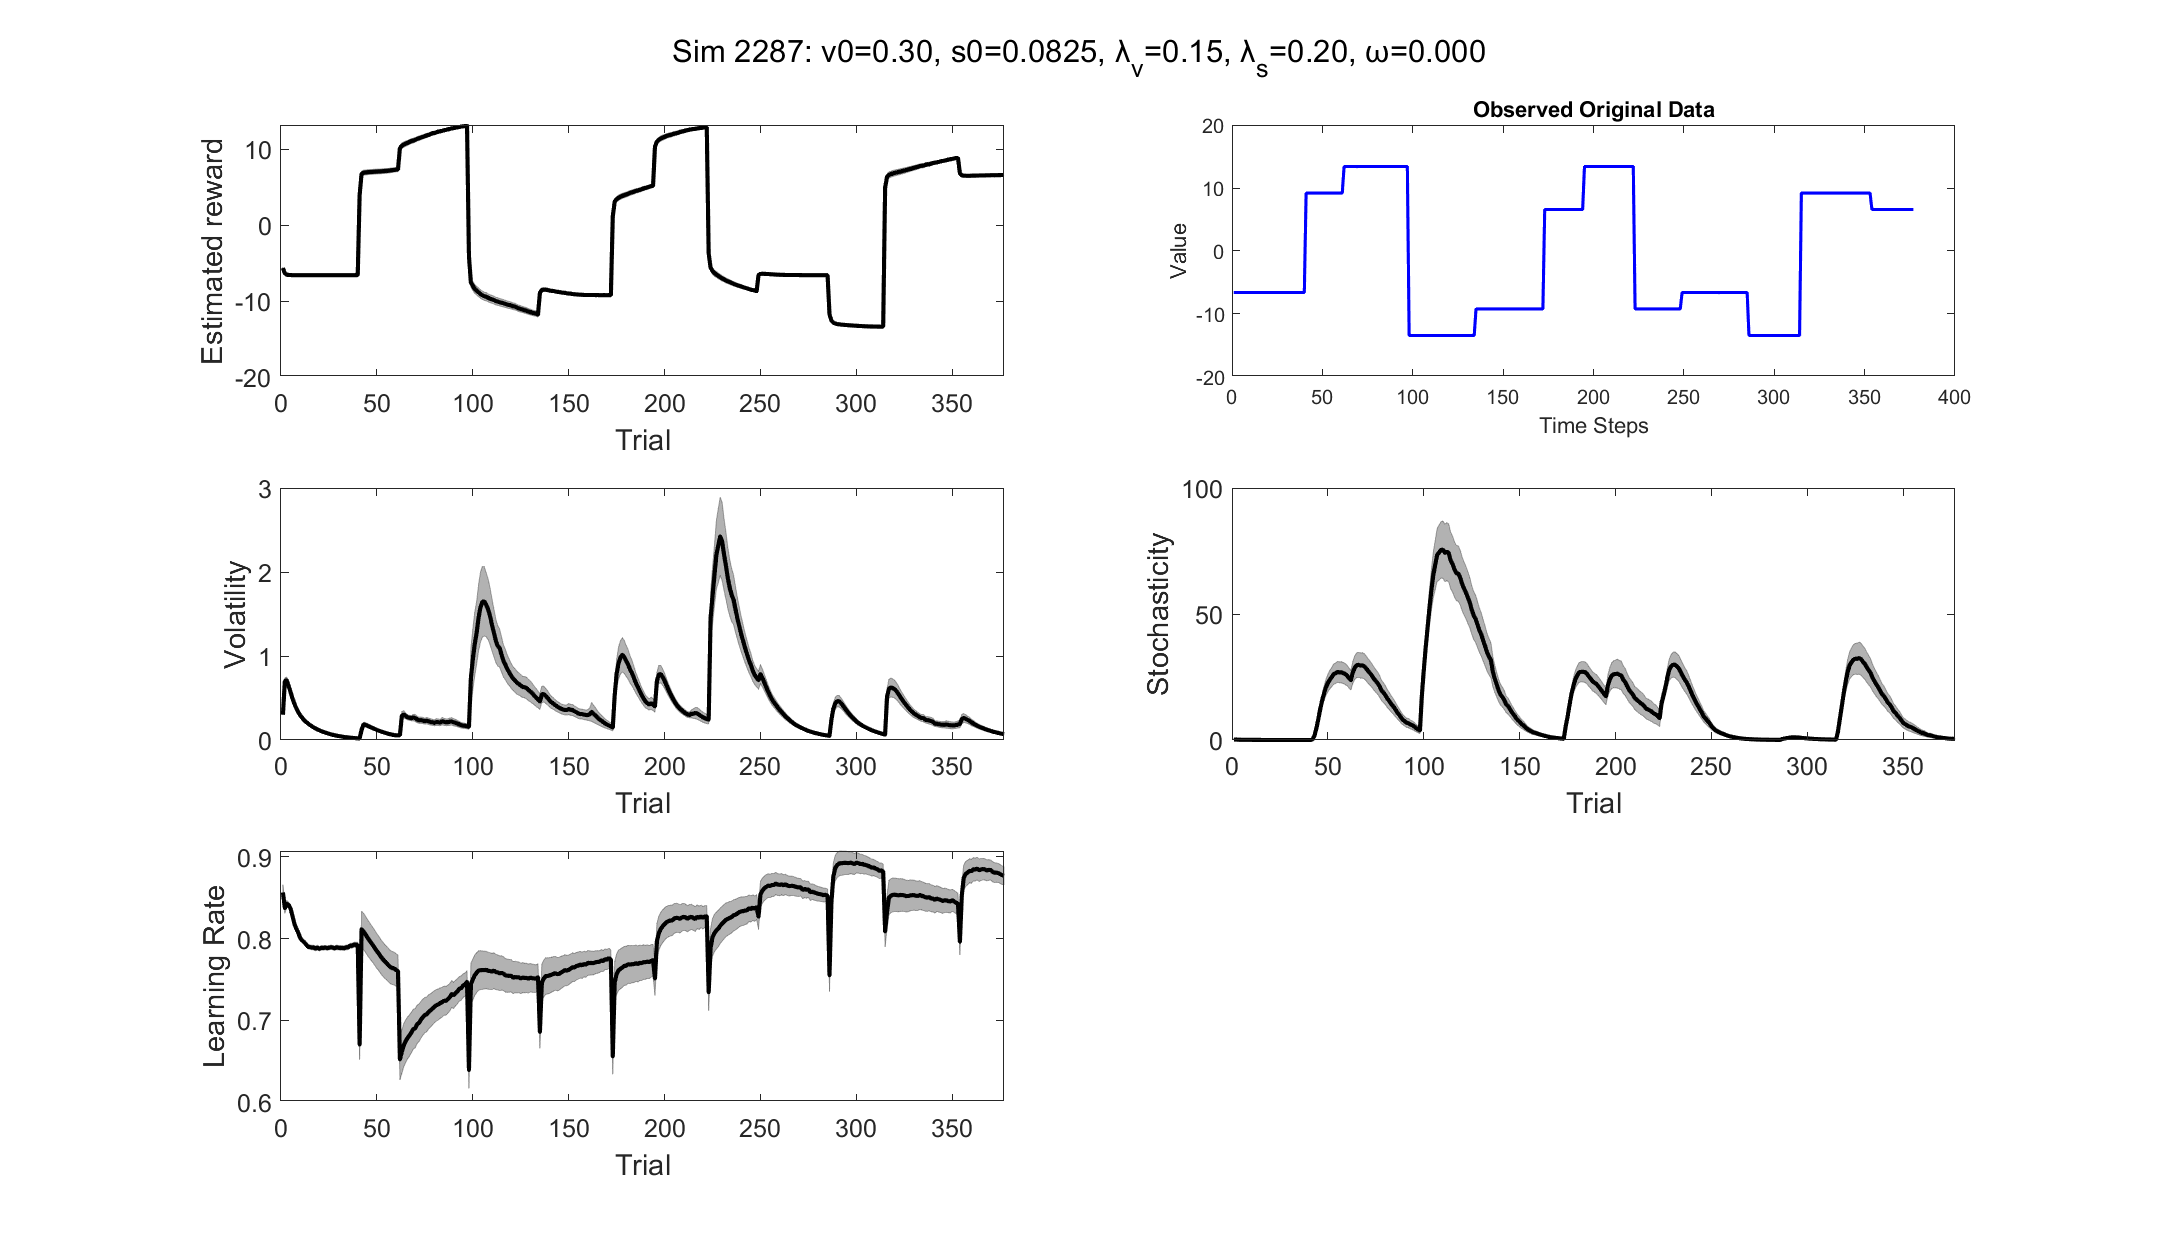 Sim 2287: v0=0.30, s0=0.0825, λv=0.15, λs=0.20, ω=0.000
Estimated reward
10
0
-10
-20
0 50 100 150 200 250 300 350
Trial
Observed Original Data
Value
20
10
0
-10
-20
0 50 100 150 200 250 300 350 400
Time Steps
Volatility
3
2
1
0
0 50 100 150 200 250 300 350
Trial
Stochasticity
100
50
0
0 50 100 150 200 250 300 350
Trial
Learning Rate
0.9
0.8
0.7
0.6
0 50 100 150 200 250 300 350
Trial